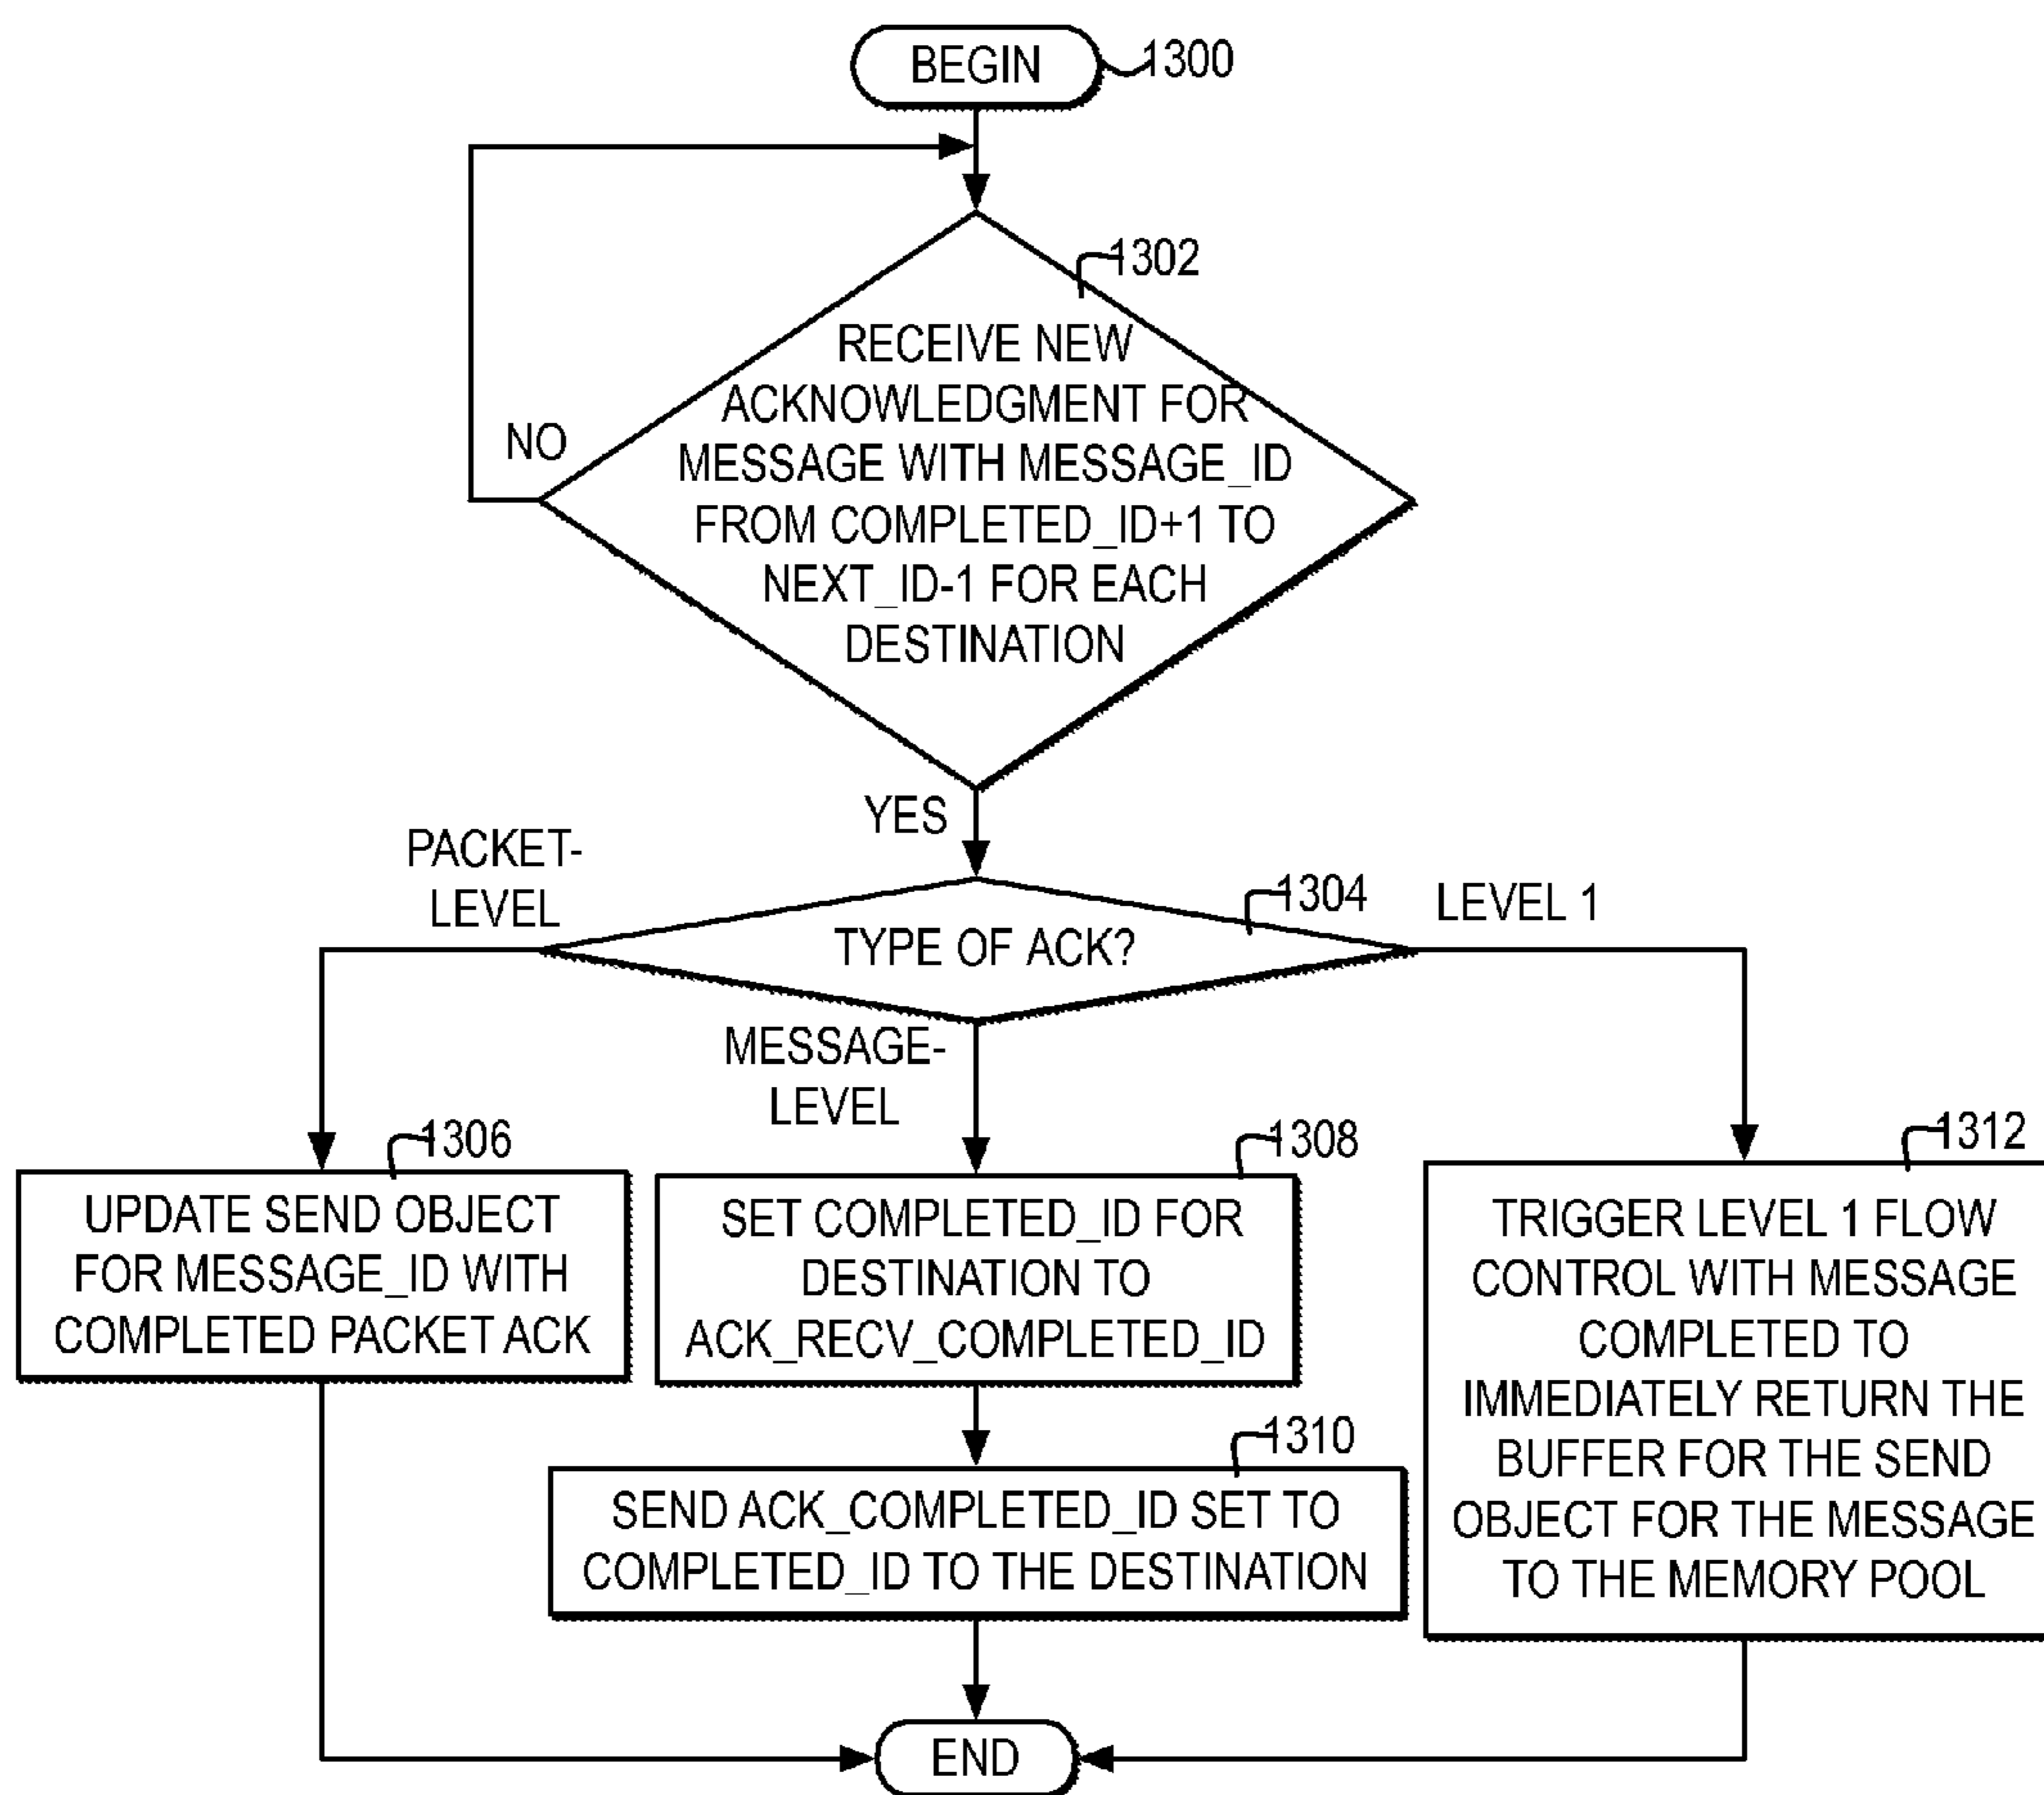 BEGIN
1300
1302
RECEIVE NEW
ACKNOWLEDGMENT FOR
MESSAGE WITH MESSAGE_ID
FROM COMPLETED_ID+1 TO
NEXT_ID-1 FOR EACH
DESTINATION
NO
YES
PACKET-
LEVEL
1304
LEVEL 1
TYPE OF ACK?
MESSAGE-
LEVEL
1306
UPDATE SEND OBJECT
FOR MESSAGE_ID WITH
COMPLETED PACKET ACK
1308
SET COMPLETED_ID FOR
DESTINATION TO
ACK_RECV_COMPLETED_ID
1310
SEND ACK_COMPLETED_ID SET TO
COMPLETED_ID TO THE DESTINATION
1312
TRIGGER LEVEL 1 FLOW
CONTROL WITH MESSAGE
COMPLETED TO
IMMEDIATELY RETURN THE
BUFFER FOR THE SEND
OBJECT FOR THE MESSAGE
TO THE MEMORY POOL
END